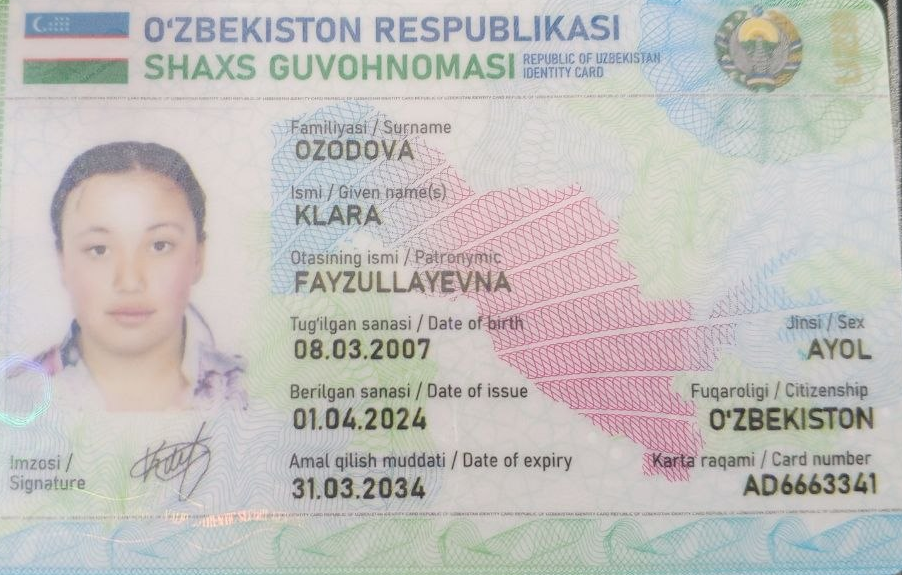 O‘ZBEKISTON RESPUBLIKASI
SHAXS GUVOHNOMASI REPUBLIC OF UZBEKISTAN
IDENTITY CARD
Familiyasi / Surname
OZODOVA
Ismi / Given name(s)
KLARA
Otasining ismi / Patronymic
FAYZULLAYEVNA
Tug‘ilgan sanasi / Date of birth
08.03.2007
Jinsi / Sex
AYOL
Berilgan sanasi / Date of issue
01.04.2024
Fuqaroligi / Citizenship
O‘ZBEKISTON
Amal qilish muddati / Date of expiry
31.03.2034
Karta raqami / Card number
AD6663341
Imzosi /
Signature